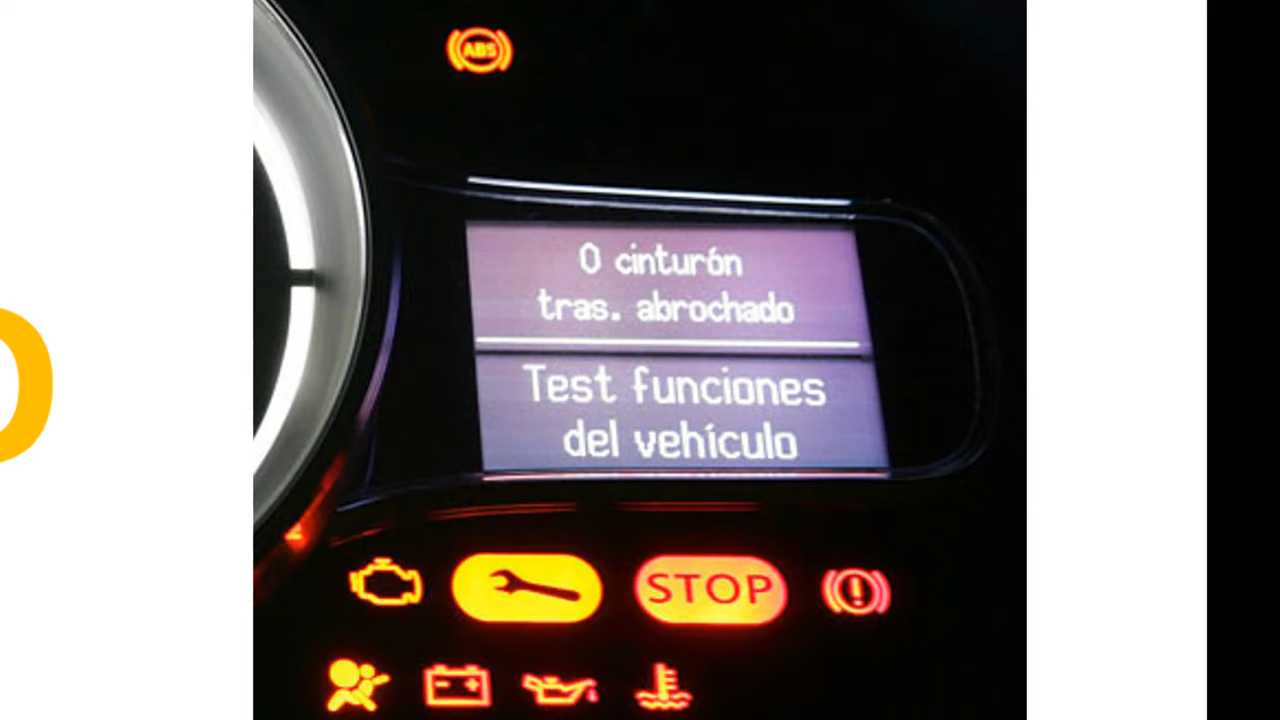 ABS
0 cinturón
tras. abrochado
Test funciones
del vehículo
STOP